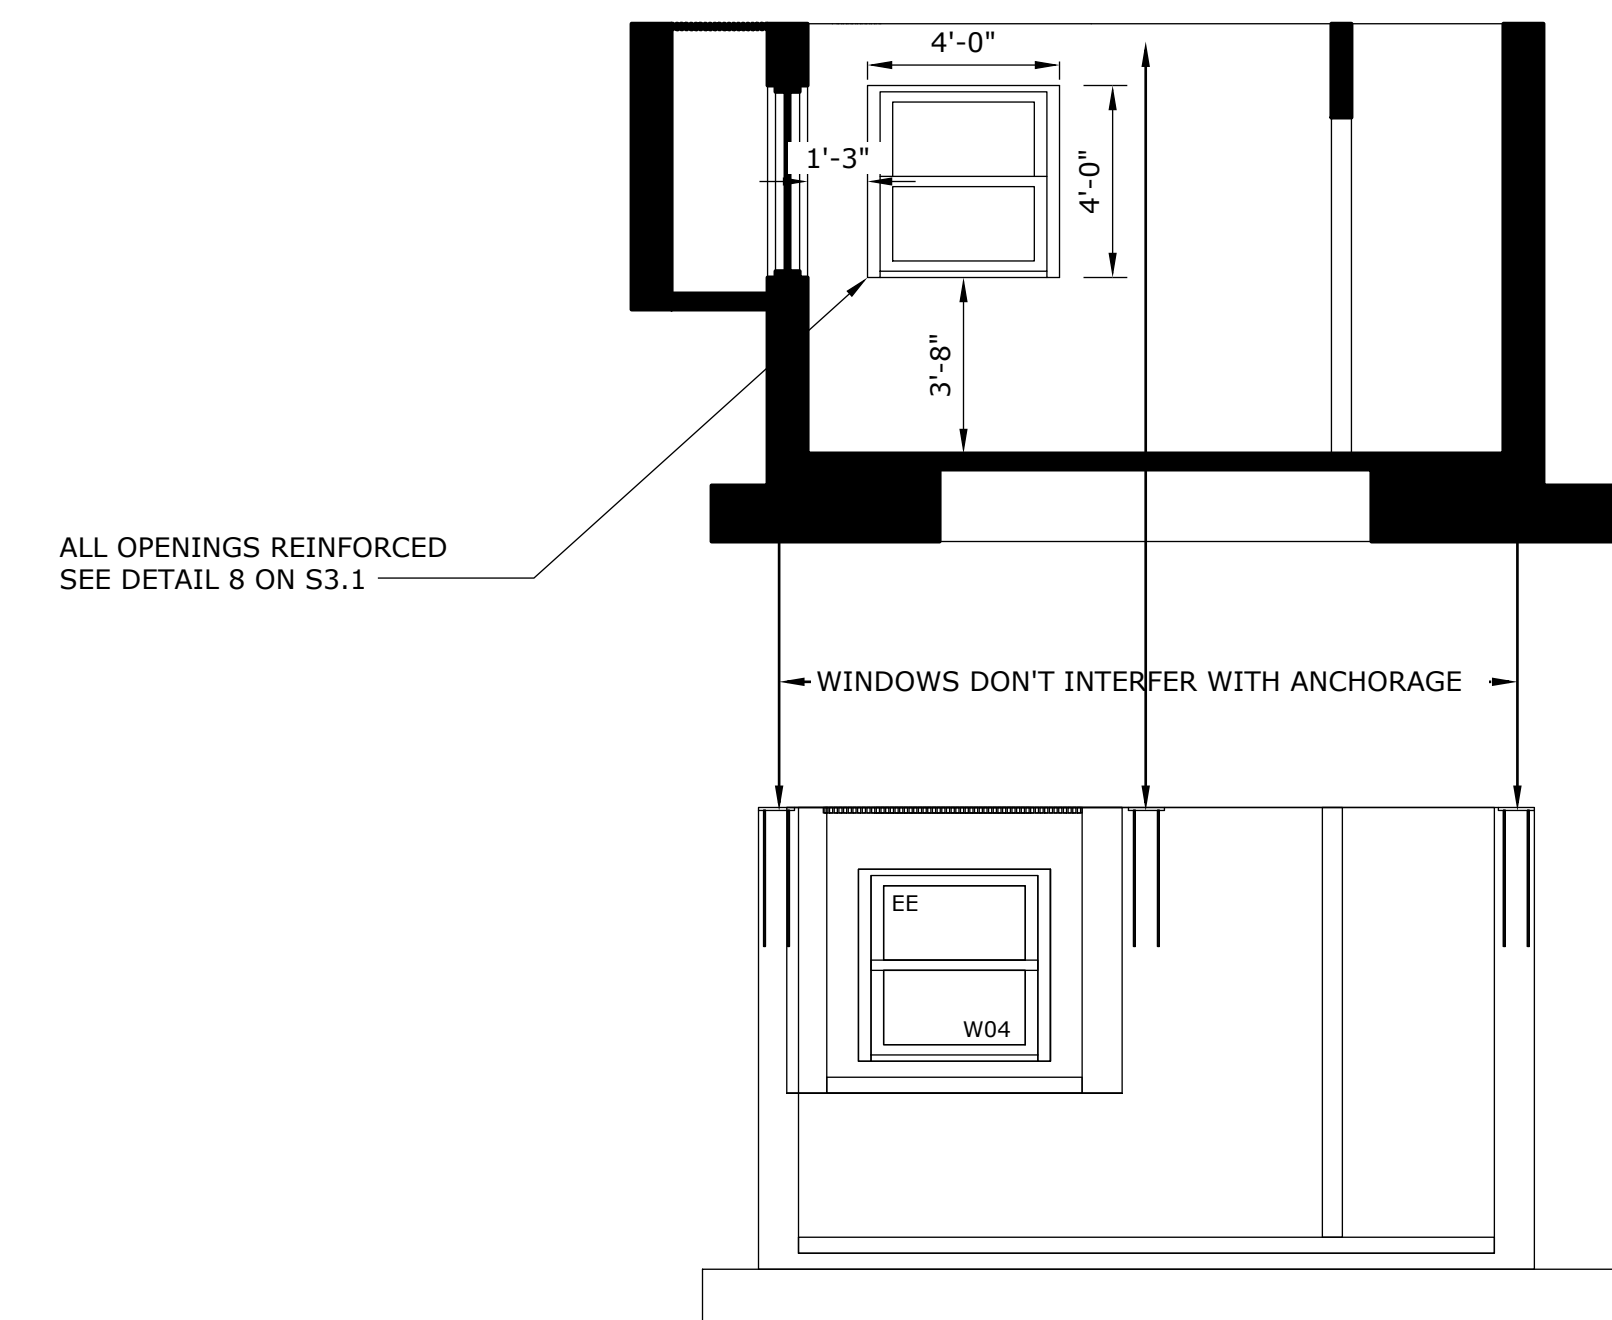 4'-0"
1'-3"
4'-0"
3'-8"
ALL OPENINGS REINFORCED
SEE DETAIL 8 ON S3.1
WINDOWS DON'T INTERFER WITH ANCHORAGE
EE
W04